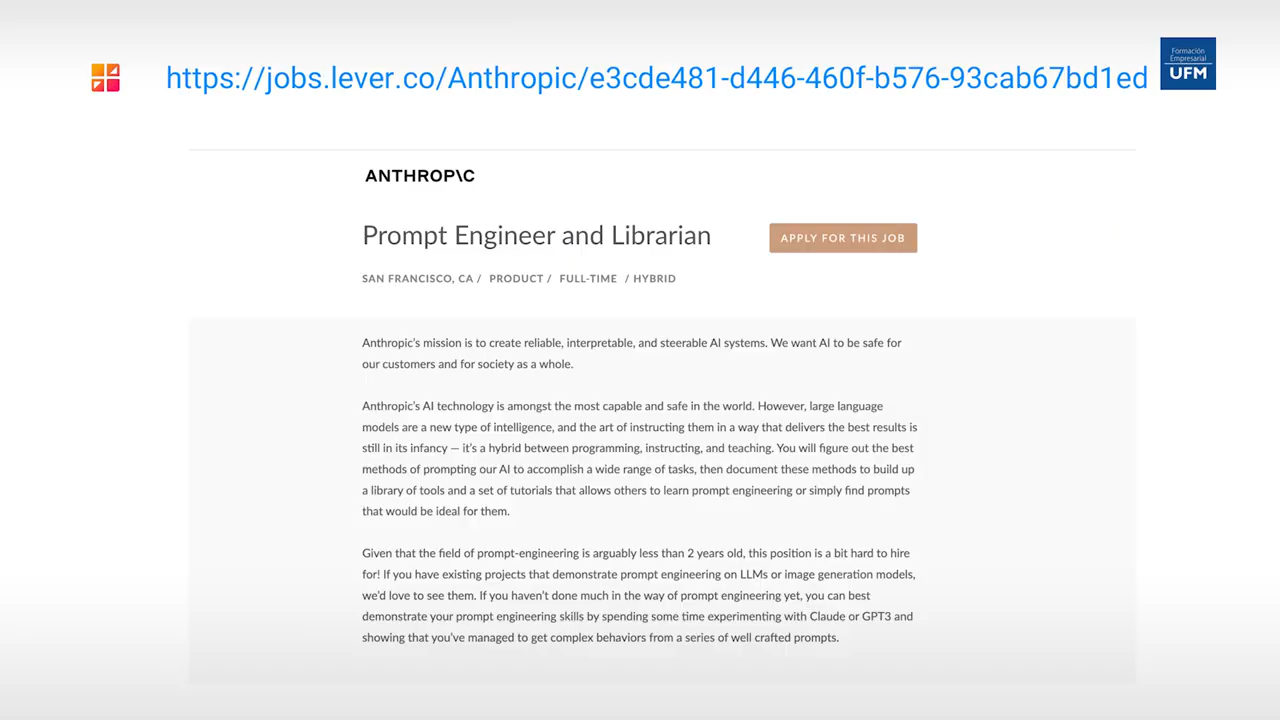 https://jobs.lever.co/Anthropic/e3cde481-d446-460f-b576-93cab67bd1ed
Formación
Empresarial
UFM
ANTHROP\C
Prompt Engineer and Librarian
APPLY FOR THIS JOB
SAN FRANCISCO, CA / PRODUCT / FULL-TIME / HYBRID
Anthropic's mission is to create reliable, interpretable, and steerable AI systems. We want AI to be safe for
our customers and for society as a whole.
Anthropic's AI technology is amongst the most capable and safe in the world. However, large language
models are a new type of intelligence, and the art of instructing them in a way that delivers the best results is
still in its infancy — it's a hybrid between programming, instructing, and teaching. You will figure out the best
methods of prompting our AI to accomplish a wide range of tasks, then document these methods to build up
a library of tools and a set of tutorials that allows others to learn prompt engineering or simply find prompts
that would be ideal for them.
Given that the field of prompt-engineering is arguably less than 2 years old, this position is a bit hard to hire
for! If you have existing projects that demonstrate prompt engineering on LLMs or image generation models,
we'd love to see them. If you haven't done much in the way of prompt engineering yet, you can best
demonstrate your prompt engineering skills by spending some time experimenting with Claude or GPT3 and
showing that you've managed to get complex behaviors from a series of well crafted prompts.